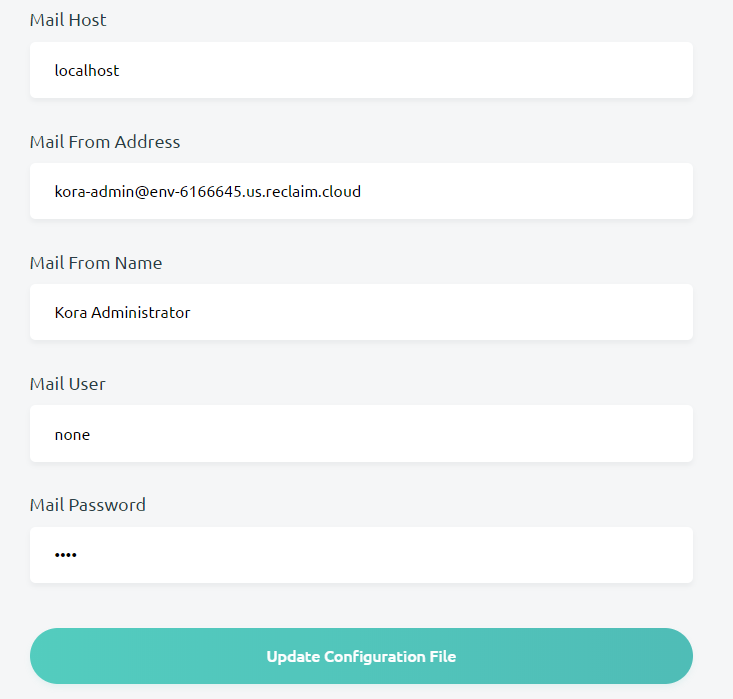 Mail Host
localhost
Mail From Address
kora-admin@env-6166645.us.reclaim.cloud
Mail From Name
Kora Administrator
Mail User
none
Mail Password
••••
Update Configuration File